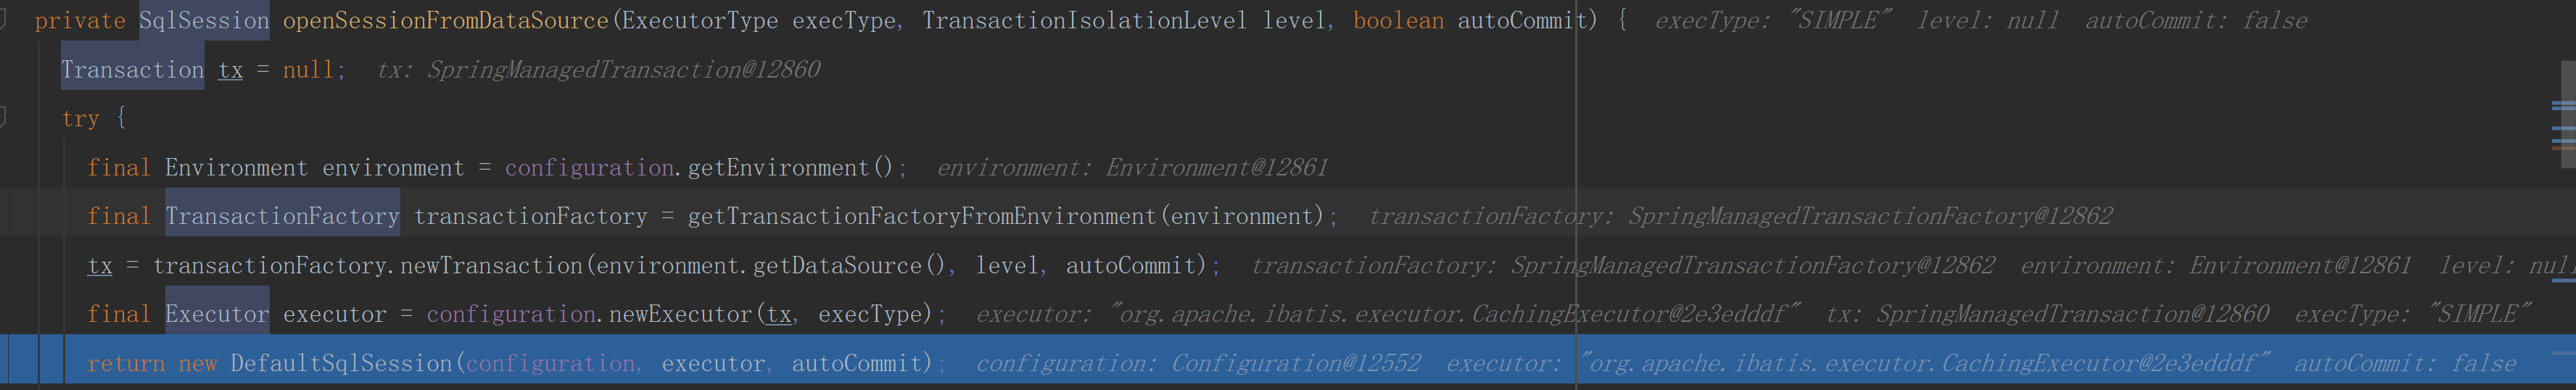 private SqlSession openSessionFromDataSource(ExecutorType execType, TransactionIsolationLevel level, boolean autoCommit) {  execType: "SIMPLE"  level: null  autoCommit: false
Transaction tx = null;  tx: SpringManagedTransaction@12860
try {
final Environment environment = configuration.getEnvironment();  environment: Environment@12861
final TransactionFactory transactionFactory = getTransactionFactoryFromEnvironment(environment);  transactionFactory: SpringManagedTransactionFactory@12862
tx = transactionFactory.newTransaction(environment.getDataSource(), level, autoCommit);  transactionFactory: SpringManagedTransactionFactory@12862  environment: Environment@12861  level: null
final Executor executor = configuration.newExecutor(tx, execType);  executor: "org.apache.ibatis.executor.CachingExecutor@2e3edddf"  tx: SpringManagedTransaction@12860  execType: "SIMPLE"
return new DefaultSqlSession(configuration, executor, autoCommit);  configuration: Configuration@12552  executor: "org.apache.ibatis.executor.CachingExecutor@2e3edddf"  autoCommit: false